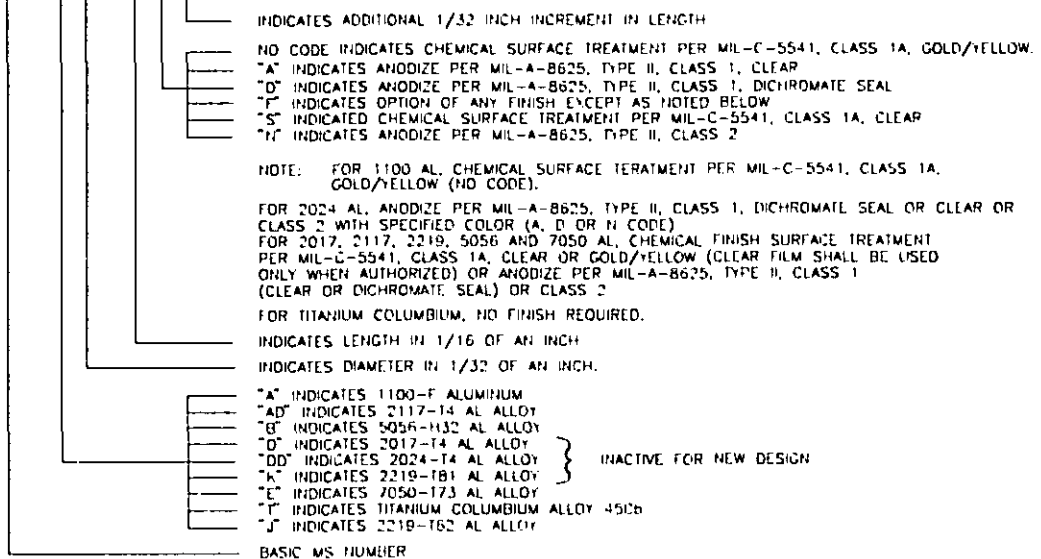 INDICATES ADDITIONAL 1/32 INCH INCREMENT IN LENGTH
NO CODE INDICATES CHEMICAL SURFACE TREATMENT PER MIL-C-5541, CLASS 1A, GOLD/YELLOW.
"A" INDICATES ANODIZE PER MIL-A-8625, TYPE II, CLASS 1, CLEAR
"D" INDICATES ANODIZE PER MIL-A-8625, TYPE II, CLASS 1, DICHROMATE SEAL
"F" INDICATES OPTION OF ANY FINISH EXCEPT AS NOTED BELOW
"S" INDICATED CHEMICAL SURFACE TREATMENT PER MIL-C-5541, CLASS 1A, CLEAR
"N" INDICATES ANODIZE PER MIL-A-8625, TYPE II, CLASS 2
NOTE: FOR 1100 AL, CHEMICAL SURFACE TERATMENT PER MIL-C-5541, CLASS 1A,
GOLD/YELLOW (NO CODE).
FOR 2024 AL, ANODIZE PER MIL-A-8625, TYPE II, CLASS 1, DICHROMATE SEAL OR CLEAR OR
CLASS 2 WITH SPECIFIED COLOR (A, D OR N CODE)
FOR 2017, 2117, 2219, 5056 AND 7050 AL, CHEMICAL FINISH SURFACE TREATMENT
PER MIL-C-5541, CLASS 1A, CLEAR OR GOLD/YELLOW (CLEAR FILM SHALL BE USED
ONLY WHEN AUTHORIZED) OR ANODIZE PER MIL-A-8625, TYPE II, CLASS 1
(CLEAR OR DICHROMATE SEAL) OR CLASS 2
FOR TITANIUM COLUMBIUM, NO FINISH REQUIRED.
INDICATES LENGTH IN 1/16 OF AN INCH
INDICATES DIAMETER IN 1/32 OF AN INCH.
"A" INDICATES 1100-F ALUMINUM
"AD" INDICATES 2117-T4 AL ALLOY
"B" INDICATES 5056-H32 AL ALLOY
"D" INDICATES 2017-T4 AL ALLOY
"DD" INDICATES 2024-T4 AL ALLOY } INACTIVE FOR NEW DESIGN
"K" INDICATES 2219-T81 AL ALLOY
"E" INDICATES 7050-T73 AL ALLOY
"T" INDICATES TITANIUM COLUMBIUM ALLOY 45Cb
"J" INDICATES 2219-T62 AL ALLOY
BASIC MS NUMBER